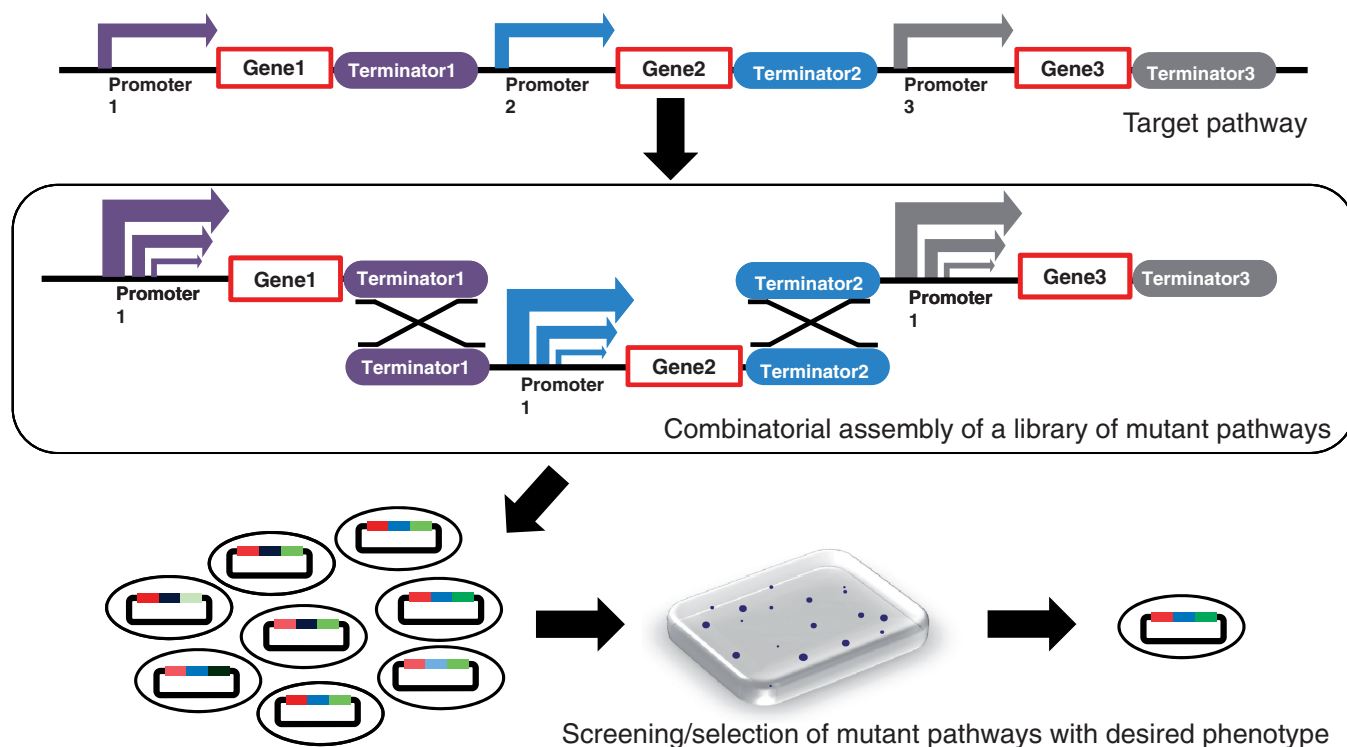 Gene1 Terminator1 Gene2 Terminator2 Gene3 Terminator3
Promoter 1 Promoter 2 Promoter 3
Target pathway
Gene1 Terminator1 Terminator2 Gene3 Terminator3
Promoter 1 Promoter 1
Terminator1 Gene2 Terminator2
Promoter 1
Combinatorial assembly of a library of mutant pathways
Screening/selection of mutant pathways with desired phenotype